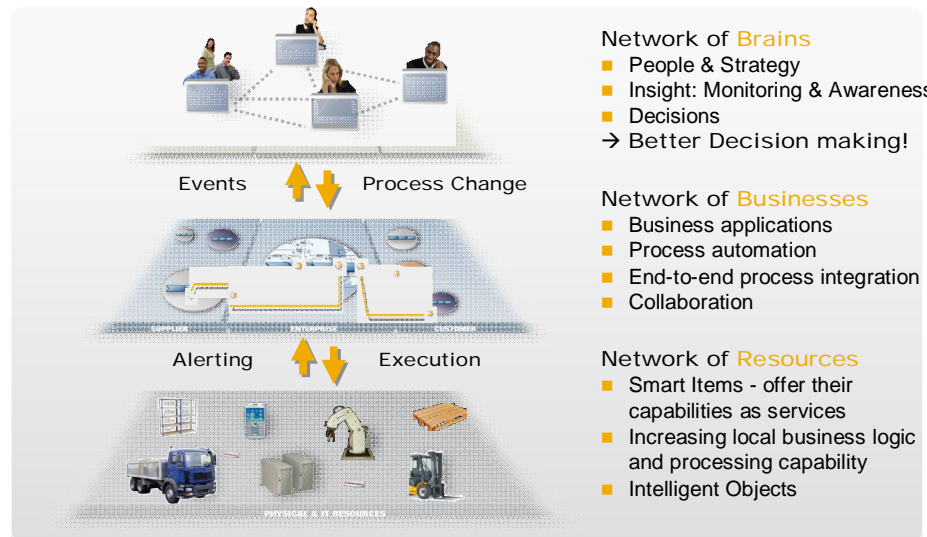 Network of Brains
People & Strategy
Insight: Monitoring & Awareness
Decisions
→ Better Decision making!
Events
Process Change
Network of Businesses
Business applications
Process automation
End-to-end process integration
Collaboration
SUPPLIER
ENTERPRISE
CUSTOMER
Alerting
Execution
Network of Resources
Smart Items - offer their
capabilities as services
Increasing local business logic
and processing capability
Intelligent Objects
PHYSICAL & IT RESOURCES